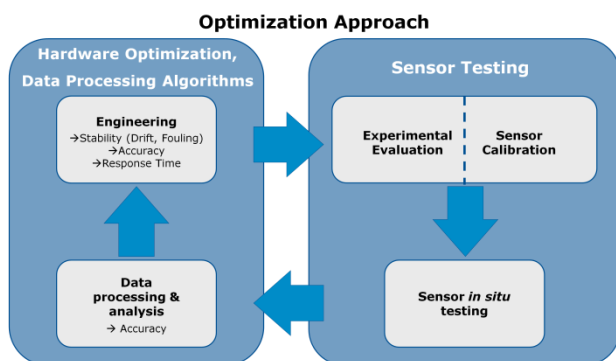 Optimization Approach
Hardware Optimization,
Data Processing Algorithms
Engineering
→Stability (Drift, Fouling)
→Accuracy
→Response Time
Data
processing &
analysis
→ Accuracy
Sensor Testing
Experimental
Evaluation
Sensor
Calibration
Sensor in situ
testing